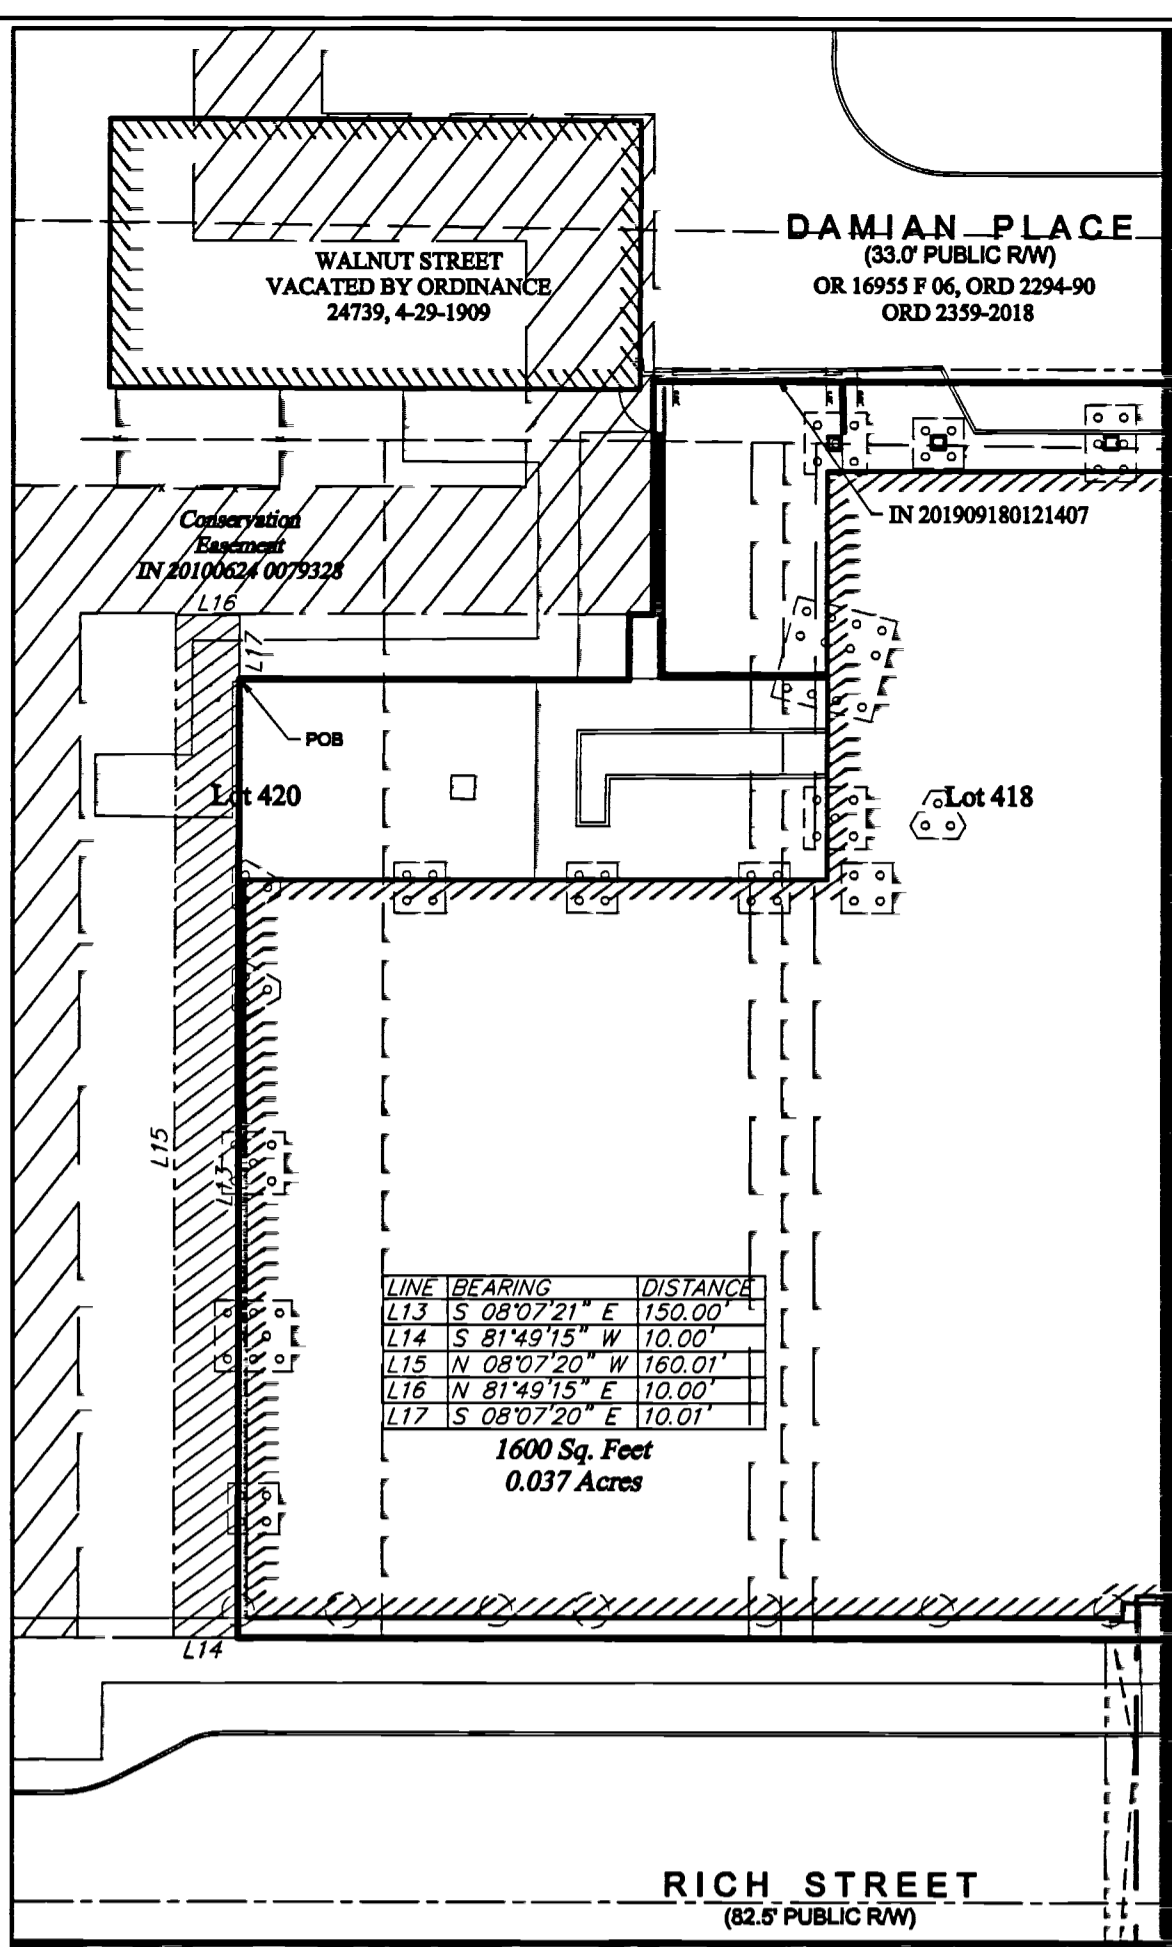 DAMIAN PLACE
(33.0' PUBLIC R/W)
OR 16955 F 06, ORD 2294-90
ORD 2359-2018
WALNUT STREET
VACATED BY ORDINANCE
24739, 4-29-1909
IN 201909180121407
Conservation
Easement
IN 20100624 0079328
L16
L17
POB
Lot 420
Lot 418
L15
L13
LINE BEARING DISTANCE
L13 S 08°07'21" E 150.00'
L14 S 81°49'15" W 10.00'
L15 N 08°07'20" W 160.01'
L16 N 81°49'15" E 10.00'
L17 S 08°07'20" E 10.01'
1600 Sq. Feet
0.037 Acres
L14
RICH STREET
(82.5' PUBLIC R/W)